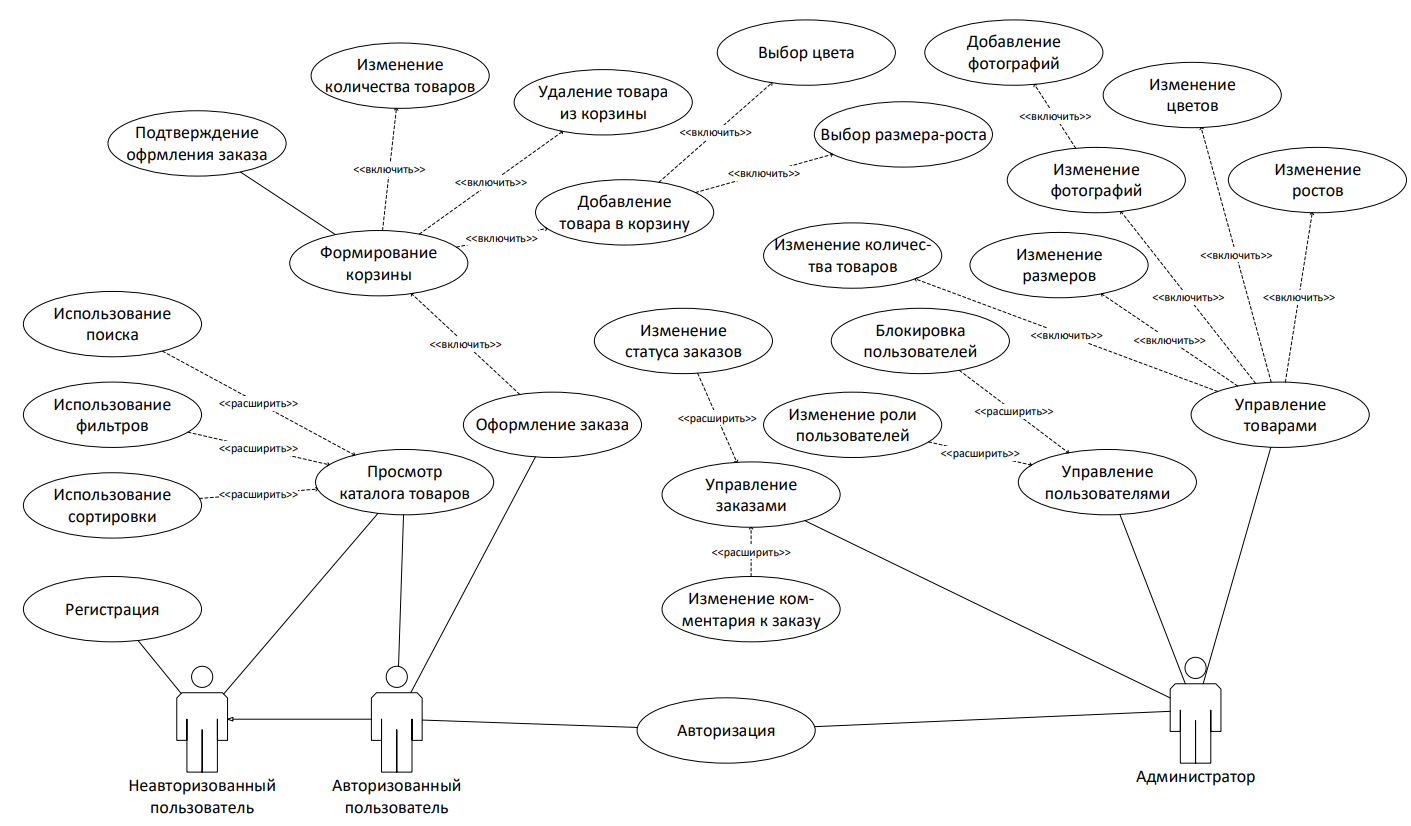 Выбор цвета
Добавление
фотографий
Изменение
количества товаров
Удаление товара
из корзины
Изменение
цветов
Подтверждение
офрмления заказа
<<включить>>
<<включить>>
Выбор размера-роста
<<включить>>
<<включить>>
<<включить>>
Изменение
фотографий
Изменение
ростов
Добавление
товара в корзину
<<включить>>
Формирование
корзины
Изменение количес-
тва товаров
Изменение
размеров
<<включить>>
<<включить>>
<<включить>>
Использование
поиска
<<включить>>
Изменение
статуса заказов
Блокировка
пользователей
<<включить>>
<<включить>>
Использование
фильтров
<<расширить>>
Оформление заказа
<<расширить>>
Изменение роли
пользователей
<<расширить>>
Управление
товарами
<<расширить>>
<<расширить>>
Просмотр
каталога товаров
Управление
заказами
Управление
пользователями
Использование
сортировки
<<расширить>>
<<расширить>>
Регистрация
Изменение ком-
ментария к заказу
Авторизация
Неавторизованный
пользователь
Авторизованный
пользователь
Администратор